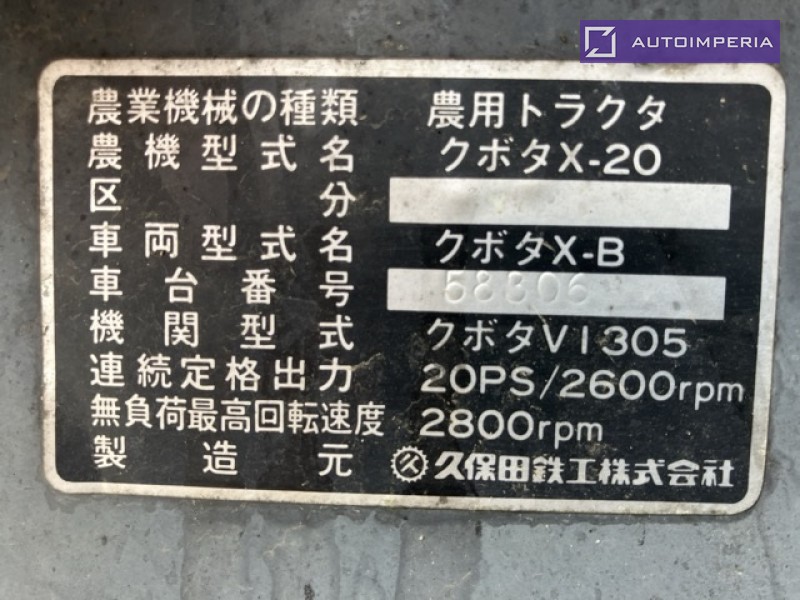 AUTOIMPERIA
農業機械の種類 農用トラクタ
農機型式名 クボタX-20
区分
車両型式名 クボタX-B
車台番号 58806
機関型式 クボタV1305
連続定格出力 20PS/2600rpm
無負荷最高回転速度 2800rpm
製造元 久保田鉄工株式会社